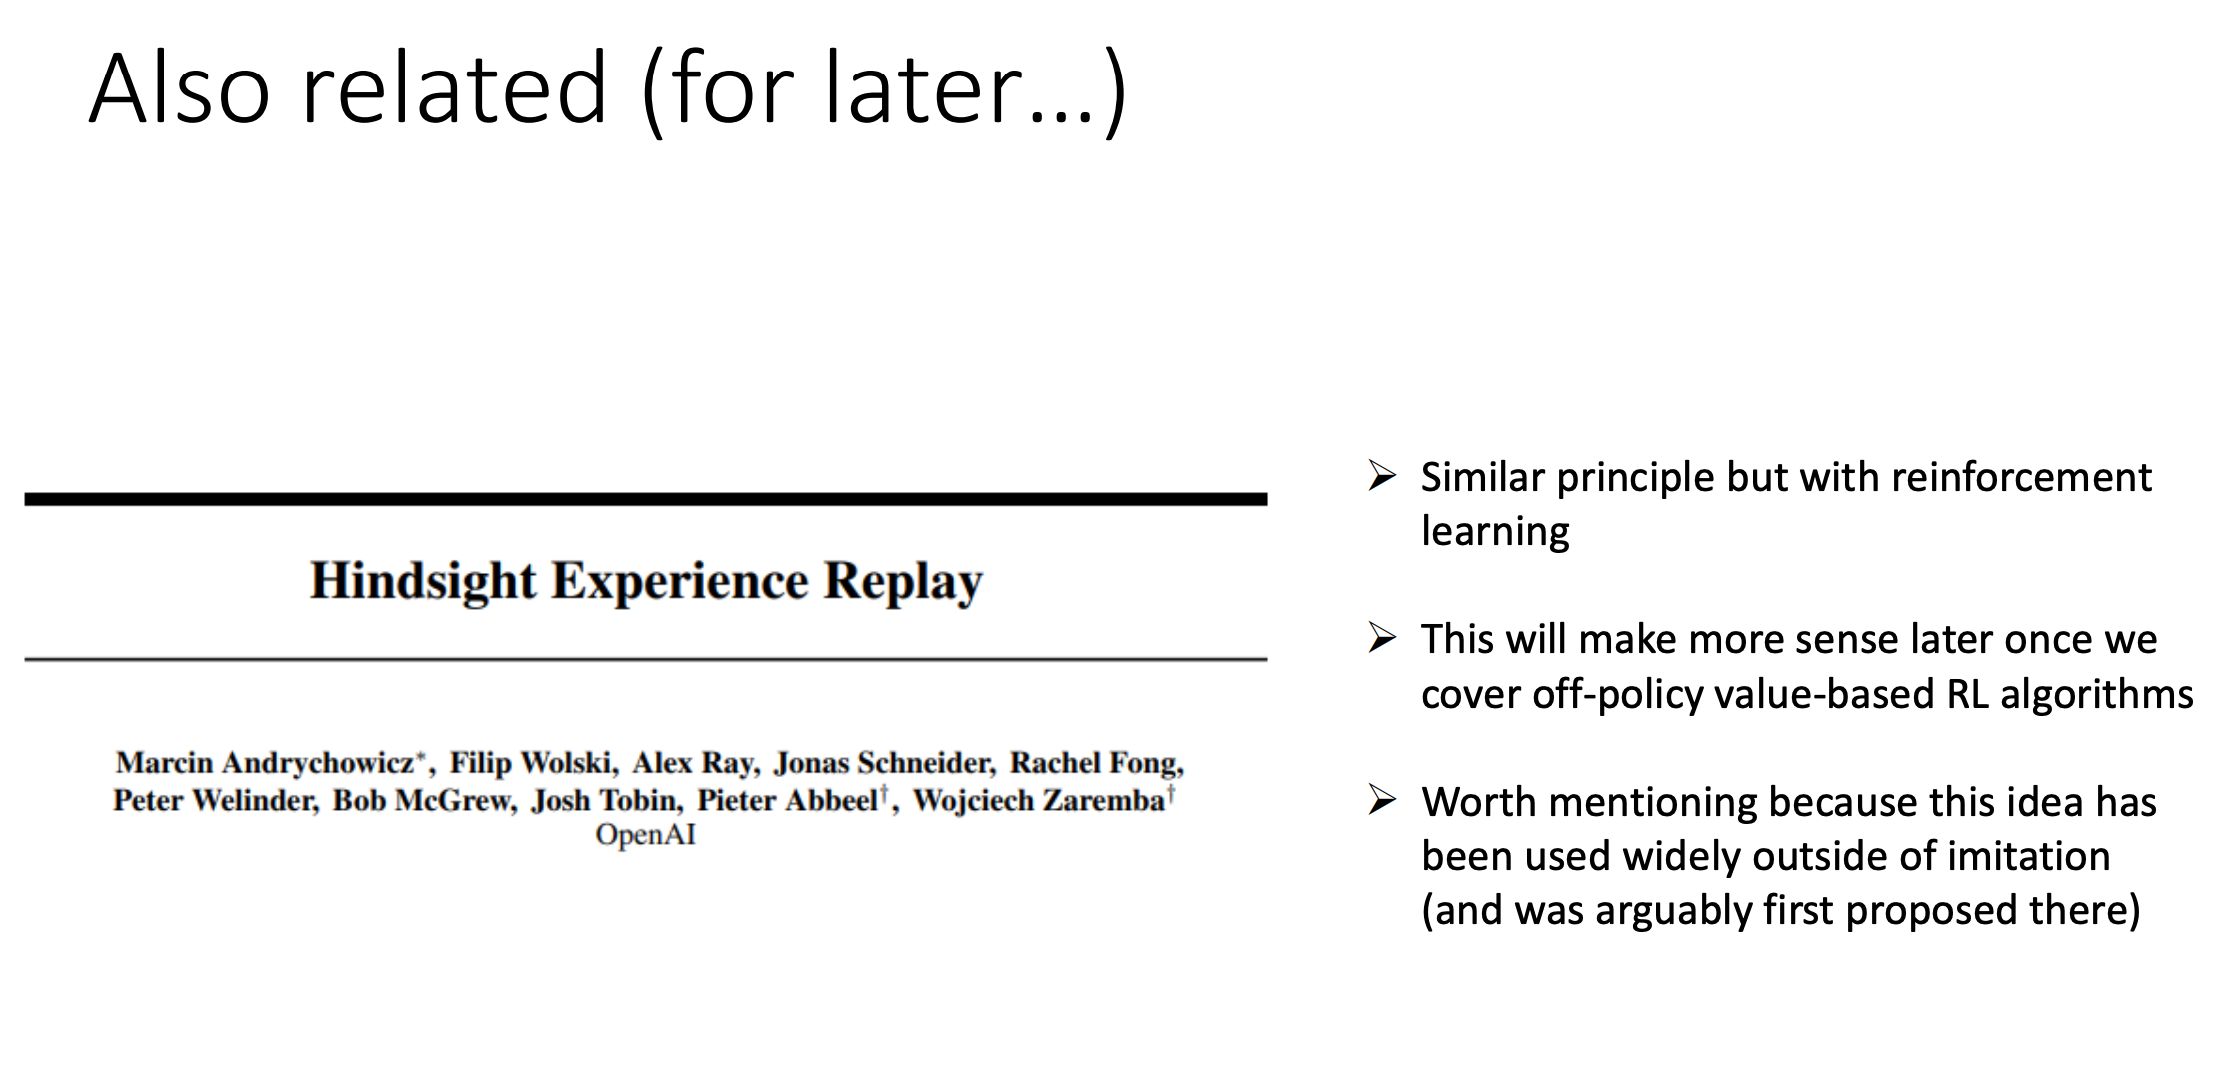 Also related (for later…)
Hindsight Experience Replay
Marcin Andrychowicz*, Filip Wolski, Alex Ray, Jonas Schneider, Rachel Fong,
Peter Welinder, Bob McGrew, Josh Tobin, Pieter Abbeel†, Wojciech Zaremba†
OpenAI
➢ Similar principle but with reinforcement
learning
➢ This will make more sense later once we
cover off-policy value-based RL algorithms
➢ Worth mentioning because this idea has
been used widely outside of imitation
(and was arguably first proposed there)